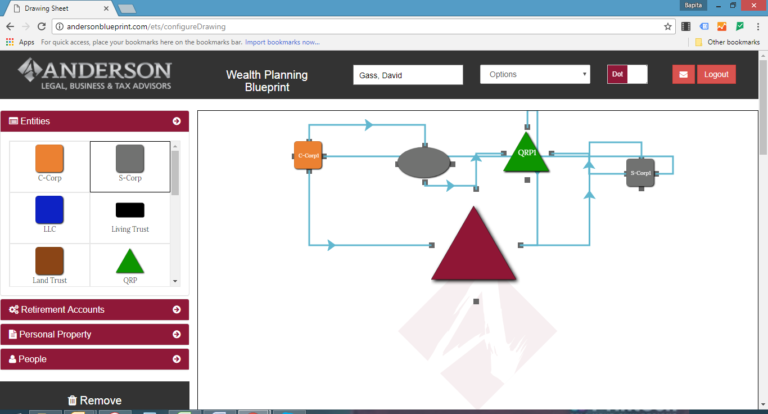 Drawing Sheet
Bapita
andersonblueprint.com/ets/configureDrawing
Apps For quick access, place your bookmarks here on the bookmarks bar. Import bookmarks now...
Other bookmarks
ANDERSON
LEGAL, BUSINESS & TAX ADVISORS
Wealth Planning
Blueprint
Gass, David
Options
Dot
Logout
Entities
C-Corp
S-Corp
LLC
Living Trust
Land Trust
QRP
Retirement Accounts
Personal Property
People
Remove
C-Corp1
QRP1
S-Corp1